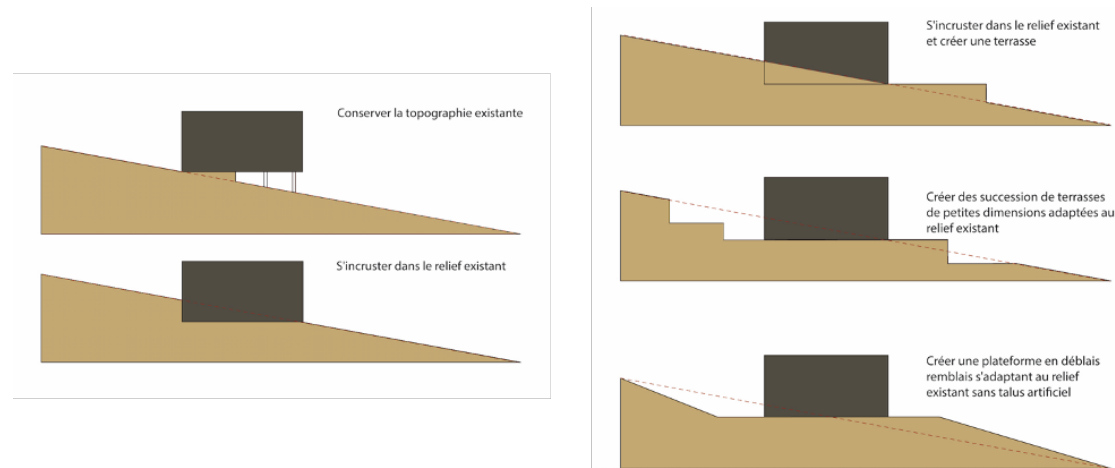 Conserver la topographie existante
S'incruster dans le relief existant
S'incruster dans le relief existant
et créer une terrasse
Créer des succession de terrasses
de petites dimensions adaptées au
relief existant
Créer une plateforme en déblais
remblais s'adaptant au relief
existant sans talus artificiel